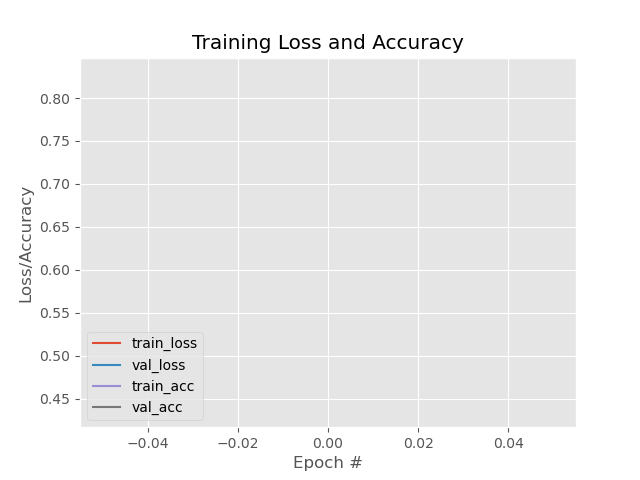 Training Loss and Accuracy
0.80
0.75
0.70
0.65
0.60
0.55
0.50
0.45
Loss/Accuracy
train_loss
val_loss
train_acc
val_acc
−0.04
−0.02
0.00
0.02
0.04
Epoch #